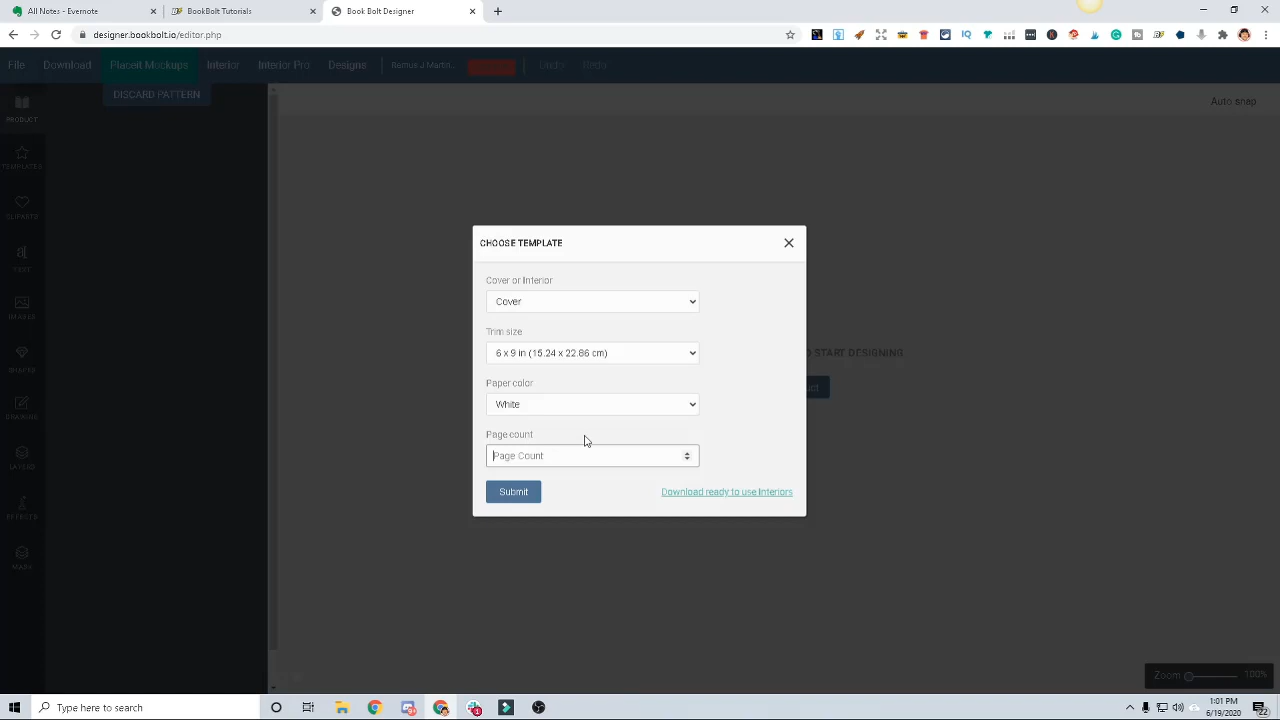 All Notes - Evernote
BookBolt Tutorials
Book Bolt Designer
designer.bookbolt.io/editor.php
File
Download
Placeit Mockups
Interior
Interior Pro
Designs
Undo
Redo
DISCARD PATTERN
Auto snap
PRODUCT
TEMPLATES
CLIPARTS
TEXT
IMAGES
SHAPES
DRAWING
LAYERS
EFFECTS
MASK
CHOOSE TEMPLATE
Cover or Interior
Cover
Trim size
6 x 9 in (15.24 x 22.86 cm)
START DESIGNING
Paper color
White
Page count
Page Count
Submit
Download ready to use Interiors
Zoom
100%
Type here to search
1:01 PM
6/19/2020
22